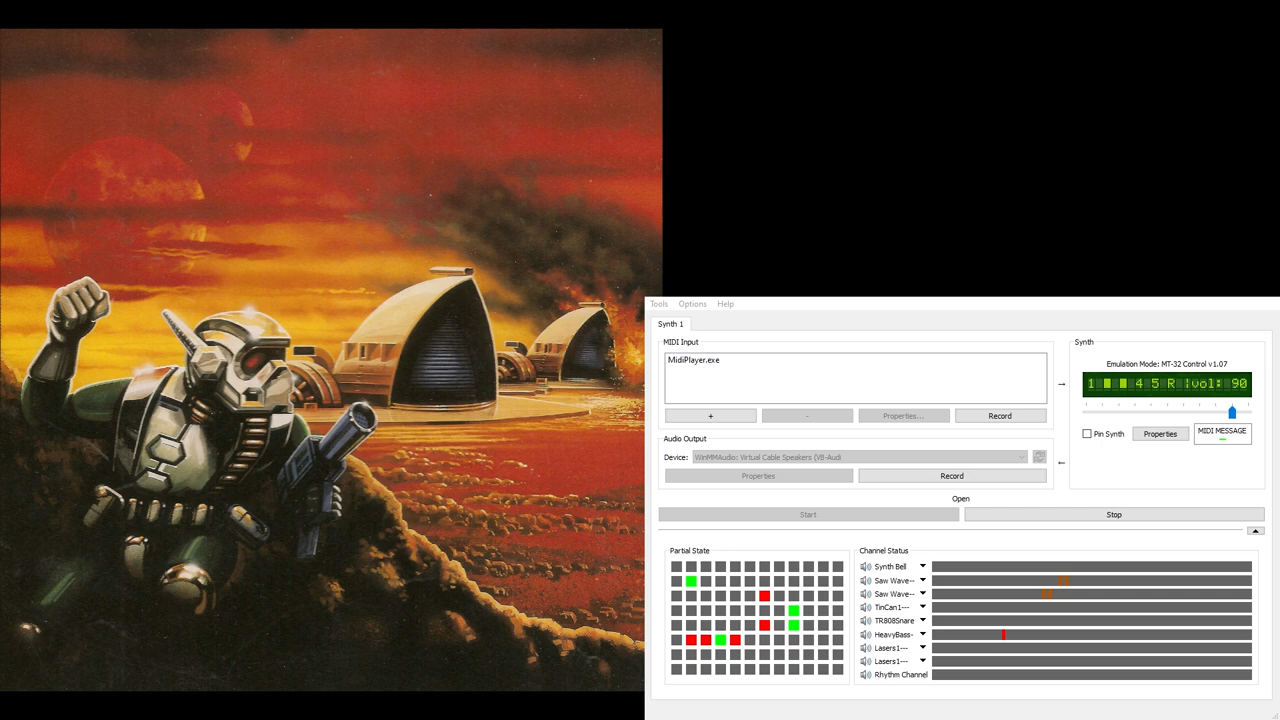 Tools Options Help
Synth 1
MIDI Input
MidiPlayer.exe
+ - Properties... Record
Audio Output
Device: WinMMAudio: Virtual Cable Speakers (VB-Audi
Properties Record
Synth
Emulation Mode: MT-32 Control v1.07
1 4 5 R |vol: 90
Pin Synth Properties MIDI MESSAGE
Open
Start Stop
Partial State
Channel Status
Synth Bell
Saw Wave--
Saw Wave--
TinCan1---
TR808Snare
HeavyBass-
Lasers1---
Lasers1---
Rhythm Channel